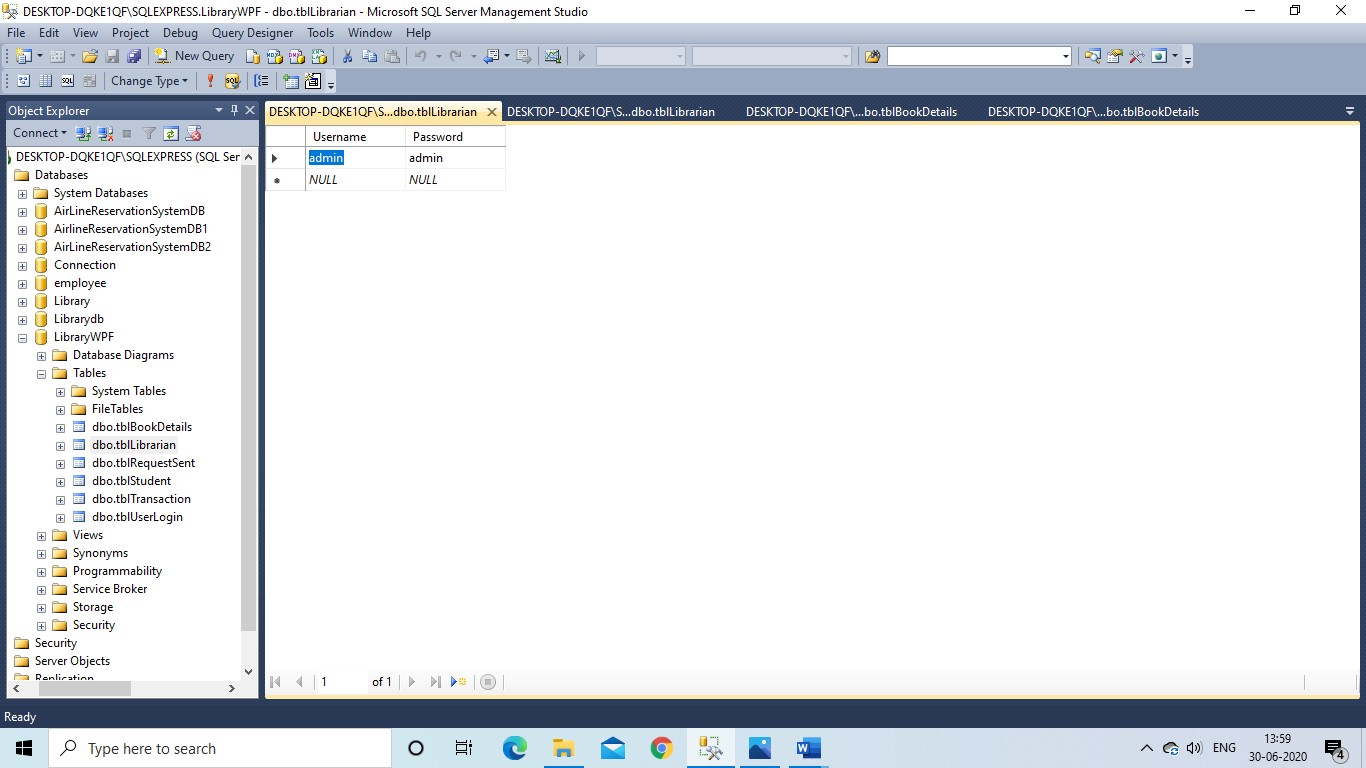 DESKTOP-DQKE1QF\SQLEXPRESS.LibraryWPF - dbo.tblLibrarian - Microsoft SQL Server Management Studio
File Edit View Project Debug Query Designer Tools Window Help
New Query
Change Type
Object Explorer
Connect
DESKTOP-DQKE1QF\SQLEXPRESS (SQL Ser
Databases
System Databases
AirLineReservationSystemDB
AirlineReservationSystemDB1
AirLineReservationSystemDB2
Connection
employee
Library
Librarydb
LibraryWPF
Database Diagrams
Tables
System Tables
FileTables
dbo.tblBookDetails
dbo.tblLibrarian
dbo.tblRequestSent
dbo.tblStudent
dbo.tblTransaction
dbo.tblUserLogin
Views
Synonyms
Programmability
Service Broker
Storage
Security
Security
Server Objects
Replication
DESKTOP-DQKE1QF\S...dbo.tblLibrarian DESKTOP-DQKE1QF\S...dbo.tblLibrarian DESKTOP-DQKE1QF\...bo.tblBookDetails DESKTOP-DQKE1QF\...bo.tblBookDetails
Username Password
admin admin
NULL NULL
1 of 1
Ready
Type here to search
ENG
13:59
30-06-2020
4